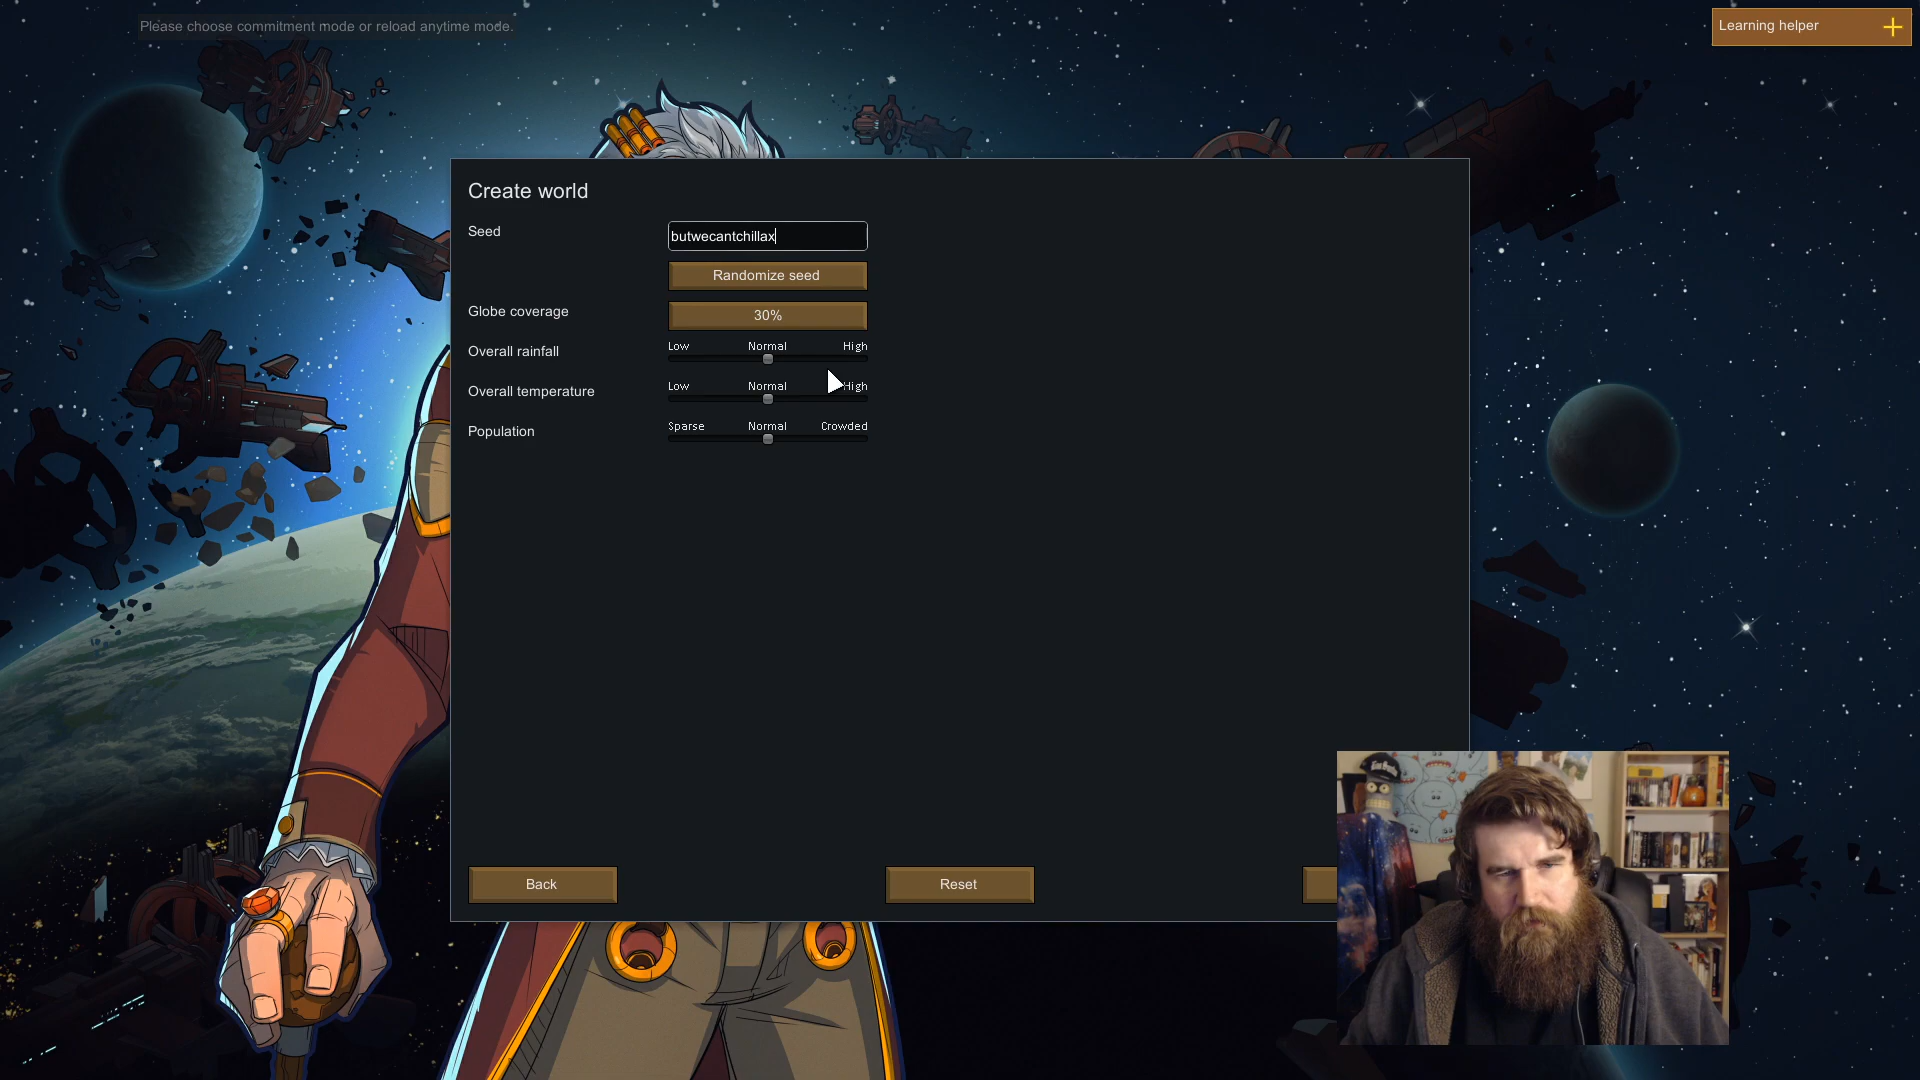 Please choose commitment mode or reload anytime mode.
Learning helper
Create world
Seed
butwecantchillax
Randomize seed
Globe coverage
30%
Overall rainfall
Low Normal High
Overall temperature
Low Normal High
Population
Sparse Normal Crowded
Back
Reset